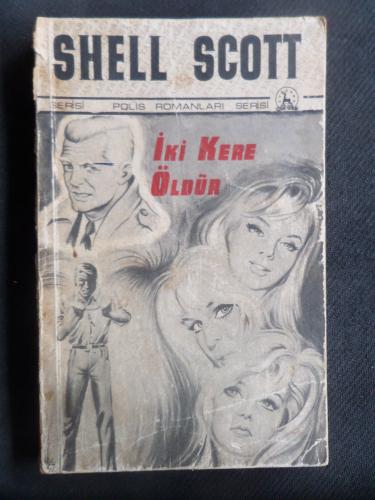 SHELL SCOTT
SERİSİ POLİS ROMANLARI SERİSİ
İKİ KERE
ÖLDÜR